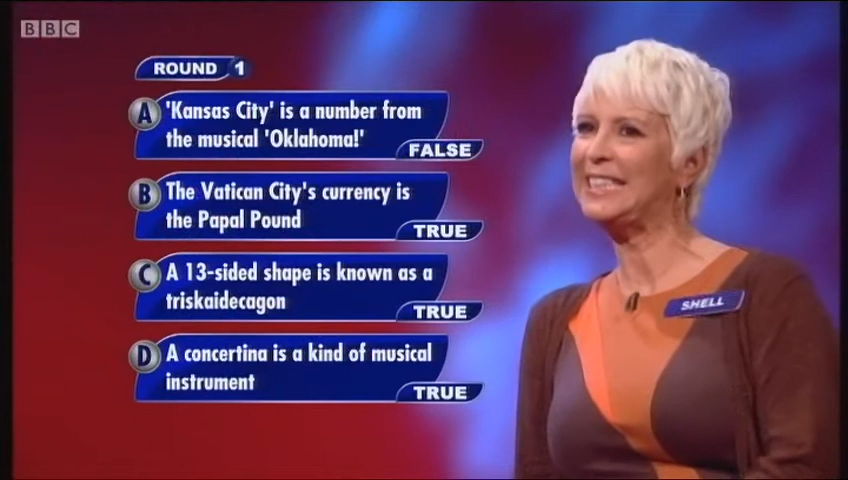 BBC
ROUND 1
A 'Kansas City' is a number from
the musical 'Oklahoma!'
FALSE
B The Vatican City's currency is
the Papal Pound
TRUE
C A 13-sided shape is known as a
triskaidecagon
TRUE
D A concertina is a kind of musical
instrument
TRUE
SHELL